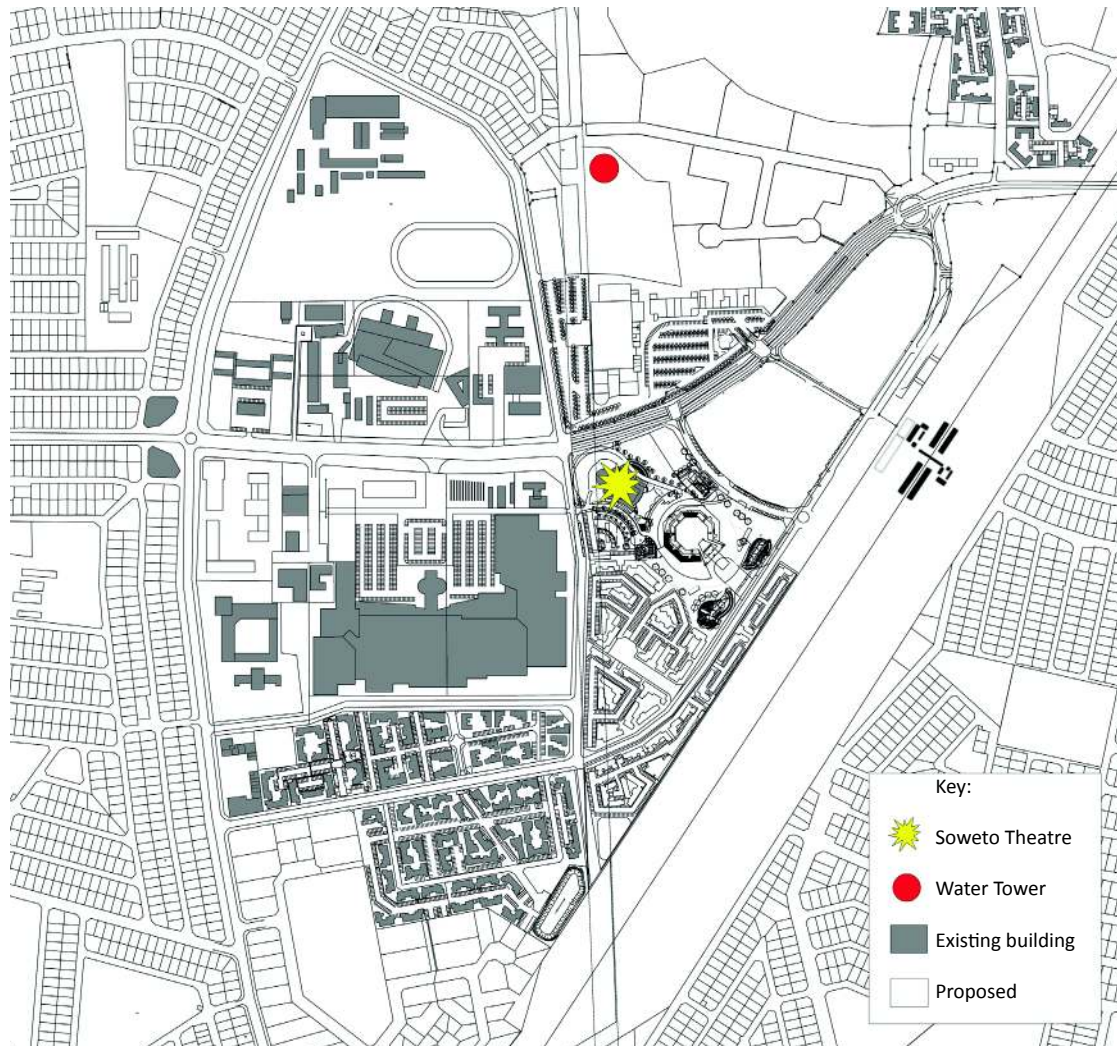 Key:
Soweto Theatre
Water Tower
Existing building
Proposed